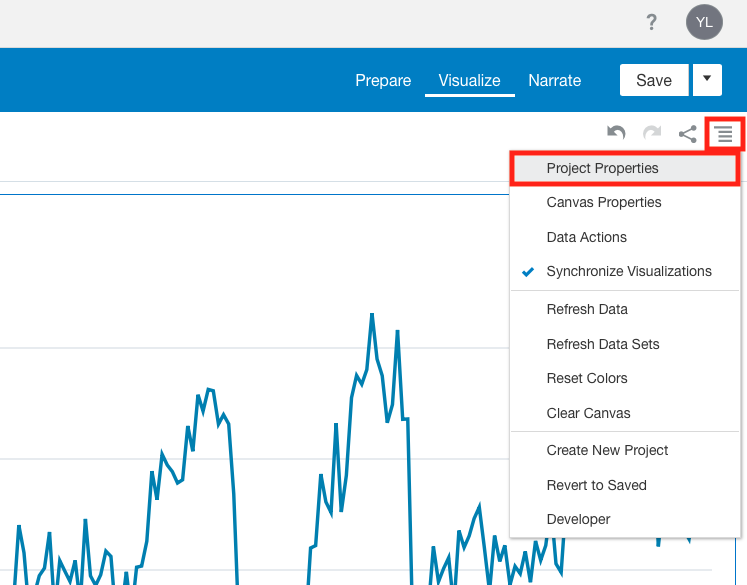 ? YL
Prepare Visualize Narrate Save
Project Properties
Canvas Properties
Data Actions
Synchronize Visualizations
Refresh Data
Refresh Data Sets
Reset Colors
Clear Canvas
Create New Project
Revert to Saved
Developer